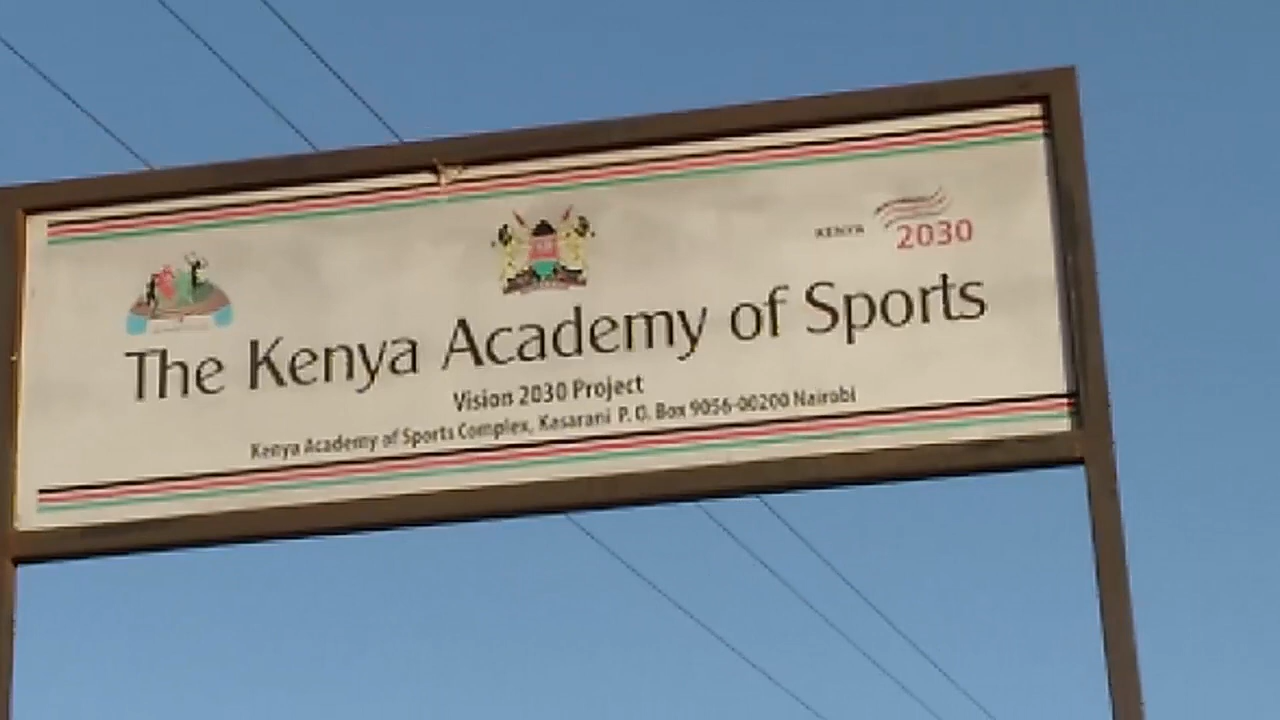 KENYA
2030
The Kenya Academy of Sports
Vision 2030 Project
Kenya Academy of Sports Complex, Kasarani P. O. Box 9056-00200 Nairobi